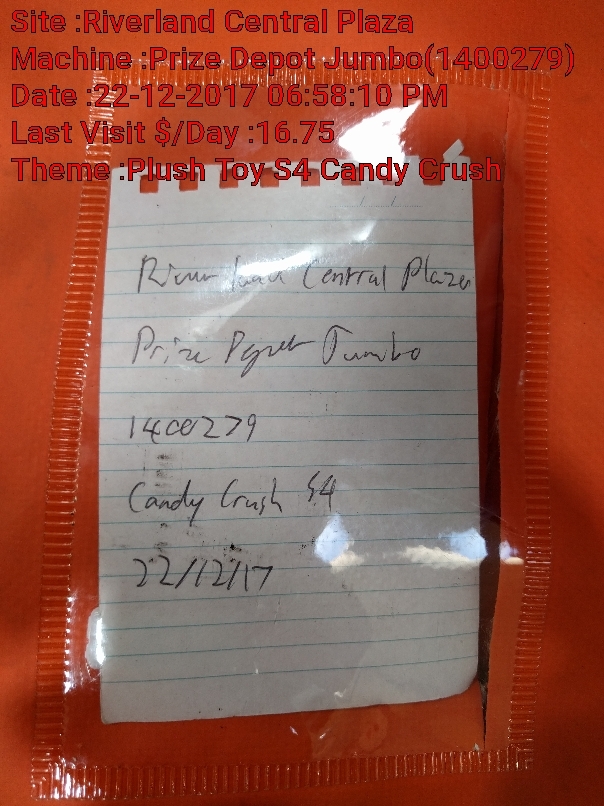 Site :Riverland Central Plaza
Machine :Prize Depot Jumbo(1400279)
Date :22-12-2017 06:58:10 PM
Last Visit $/Day :16.75
Theme :Plush Toy S4 Candy Crush
Riverland Central Plaza
Prize Depot Jumbo
1400279
Candy Crush S4
22/12/17